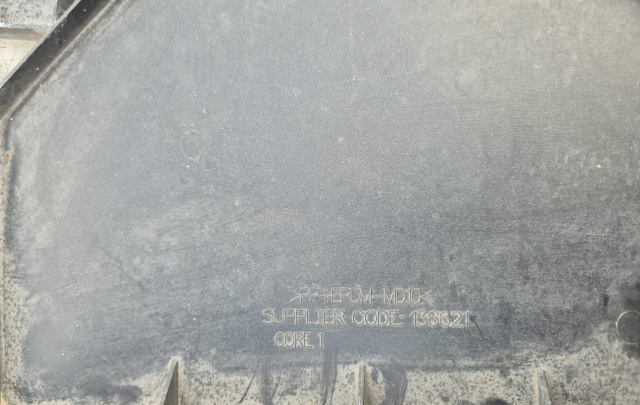 >PP+EPDM-MD10<
SUPPLIER CODE: 136621
CORE.1